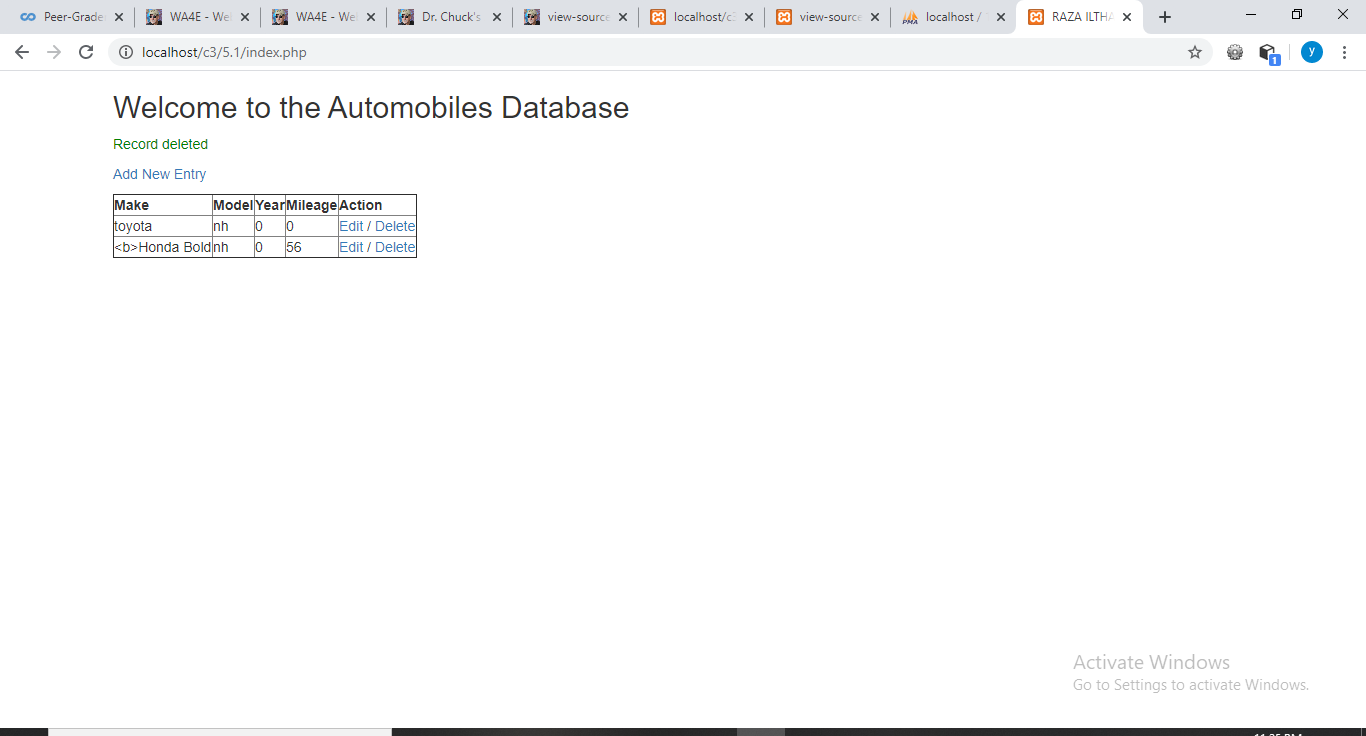 Peer-Grade
WA4E - We
WA4E - We
Dr. Chuck's
view-source
localhost/c3
view-source
localhost /
RAZA ILTHA
localhost/c3/5.1/index.php
1
y
Welcome to the Automobiles Database
Record deleted
Add New Entry
Make Model Year Mileage Action
toyota nh 0 0 Edit / Delete
<b>Honda Bold nh 0 56 Edit / Delete
Activate Windows
Go to Settings to activate Windows.